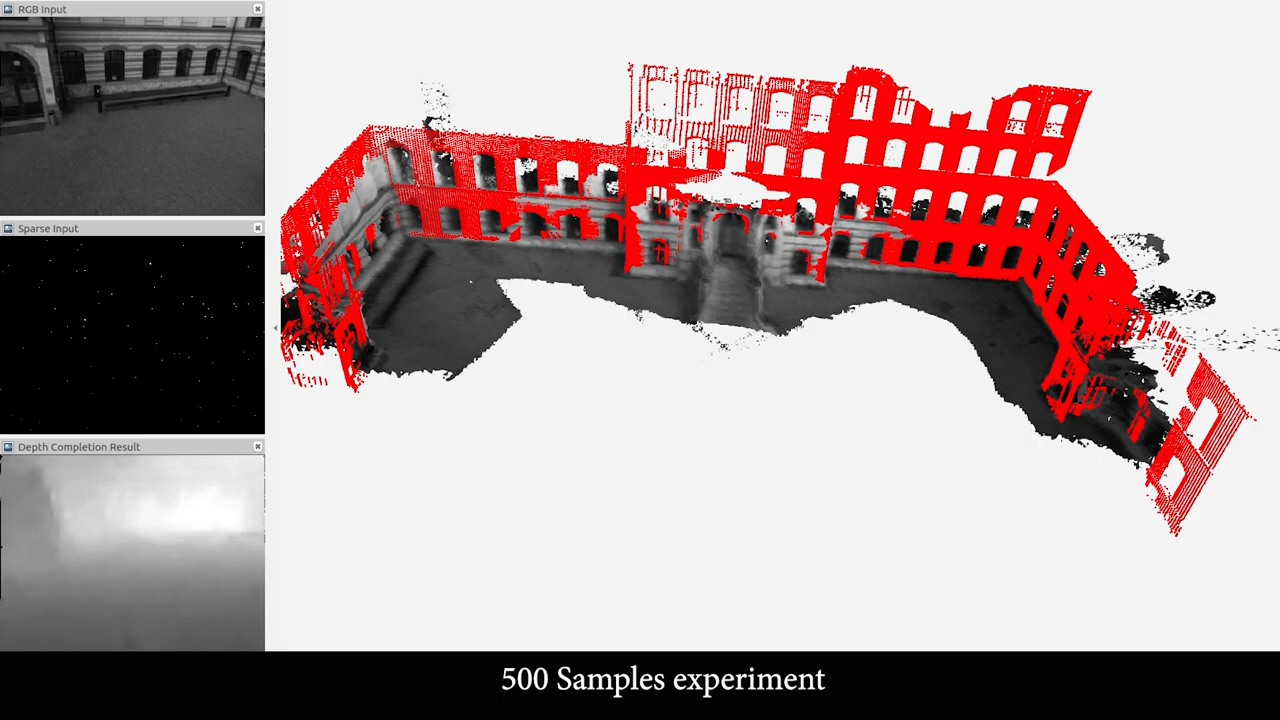 RGB Input
Sparse Input
Depth Completion Result
500 Samples experiment